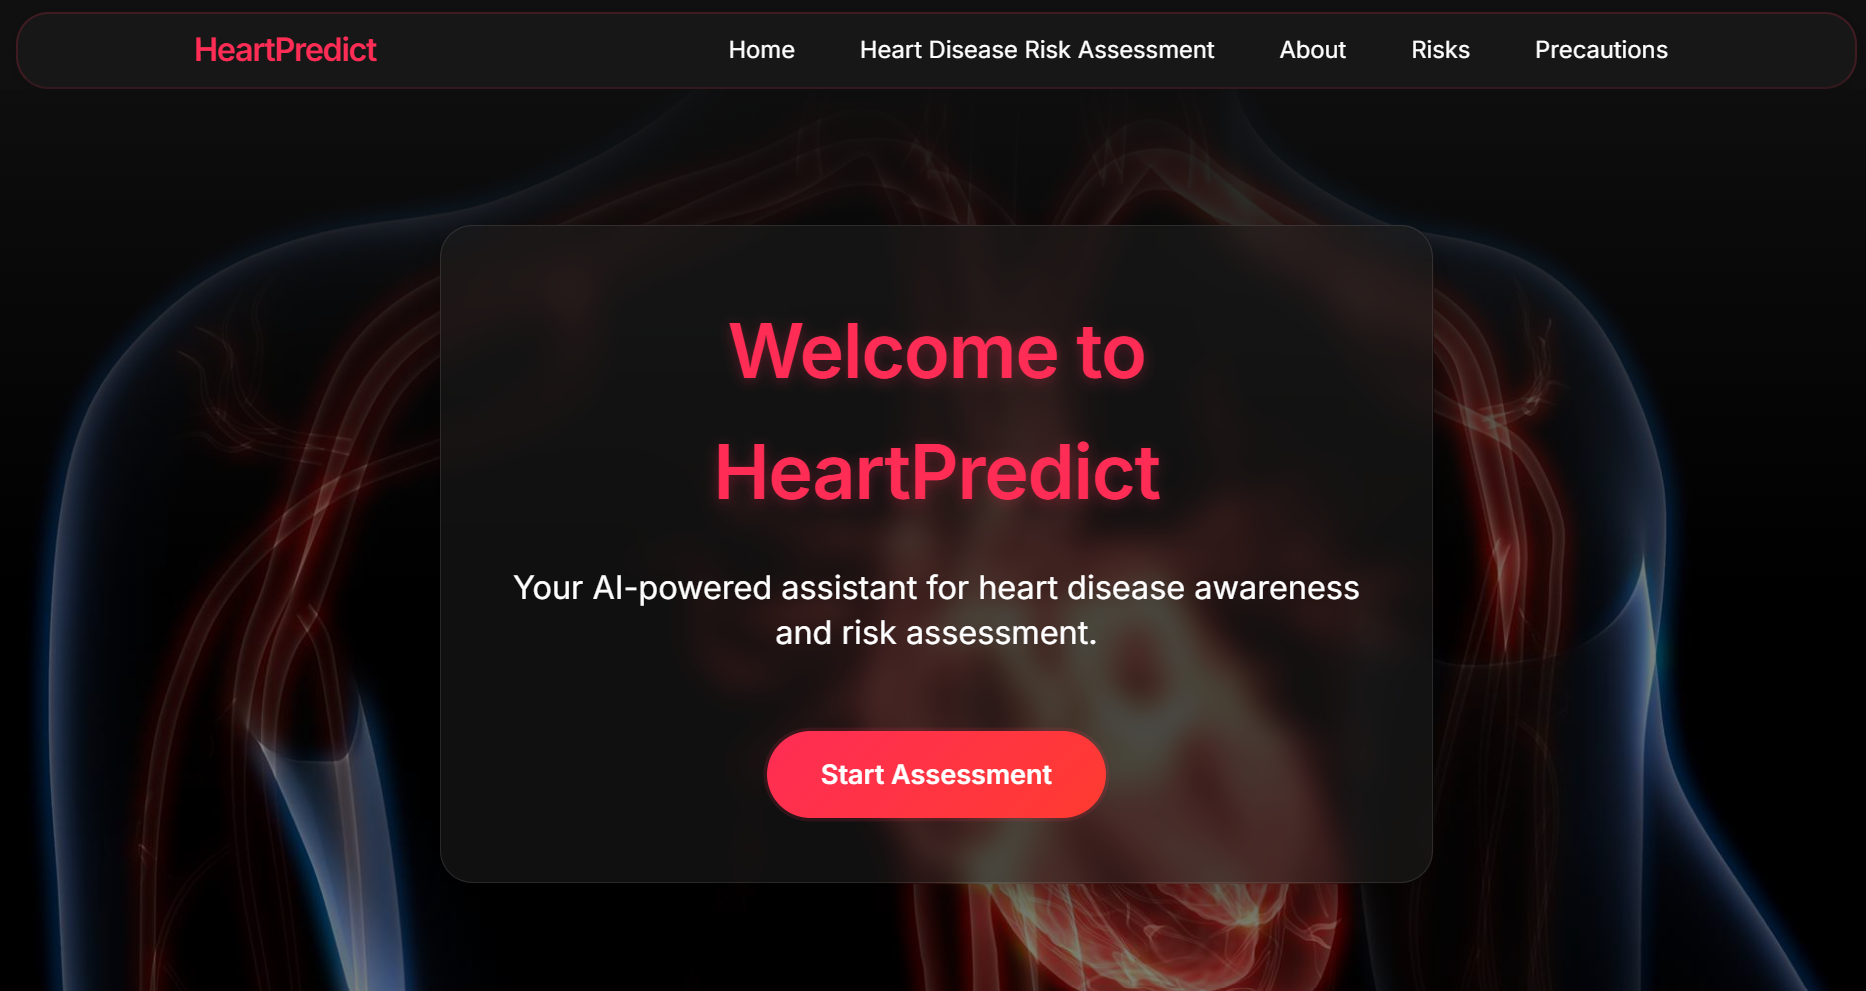 HeartPredict
Home
Heart Disease Risk Assessment
About
Risks
Precautions
Welcome to
HeartPredict
Your AI-powered assistant for heart disease awareness
and risk assessment.
Start Assessment